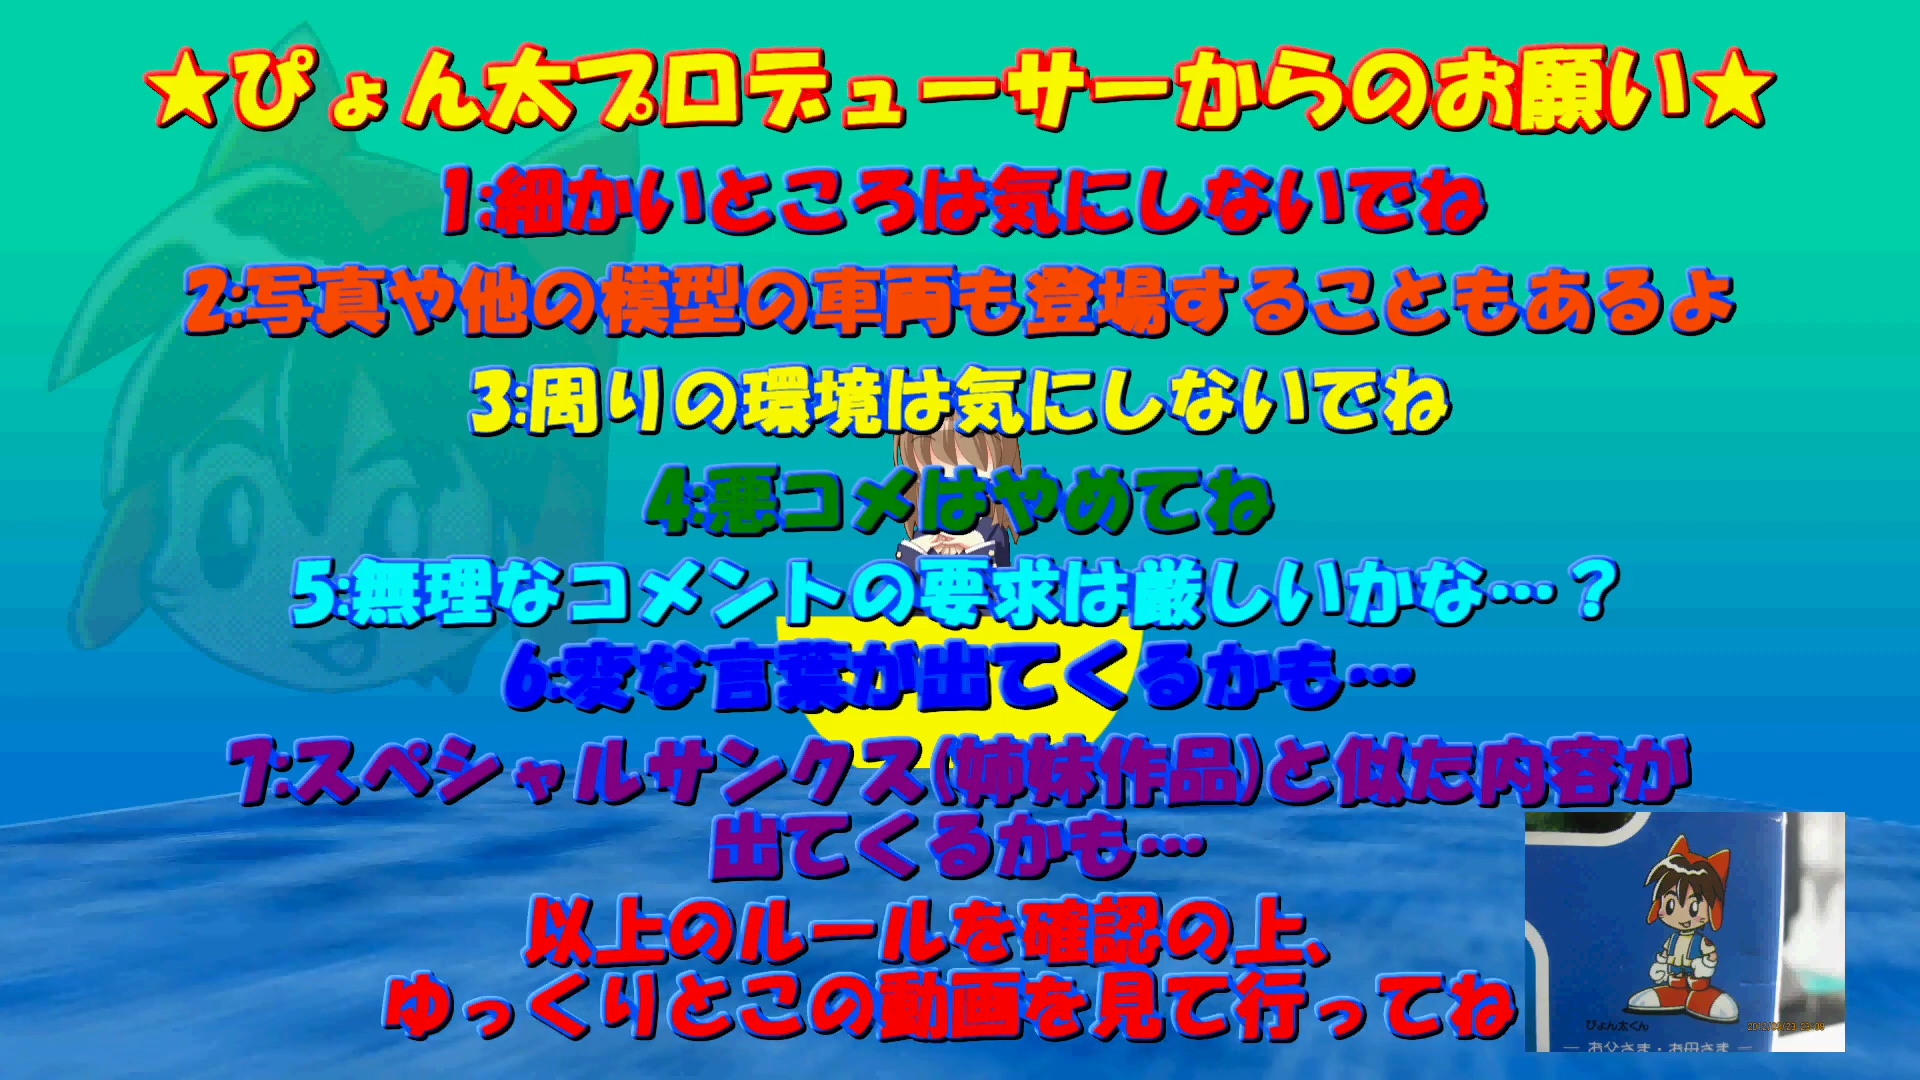 ★ぴょん太プロデューサーからのお願い★
1:細かいところは気にしないでね
2:写真や他の模型の車両も登場することもあるよ
3:周りの環境は気にしないでね
4:悪コメはやめてね
5:無理なコメントの要求は厳しいかな…？
6:変な言葉が出てくるかも…
7:スペシャルサンクス(姉妹作品)と似た内容が
出てくるかも…
以上のルールを確認の上、
ゆっくりとこの動画を見て行ってね
ぴょん太くん
― お父さま・お母さま ―